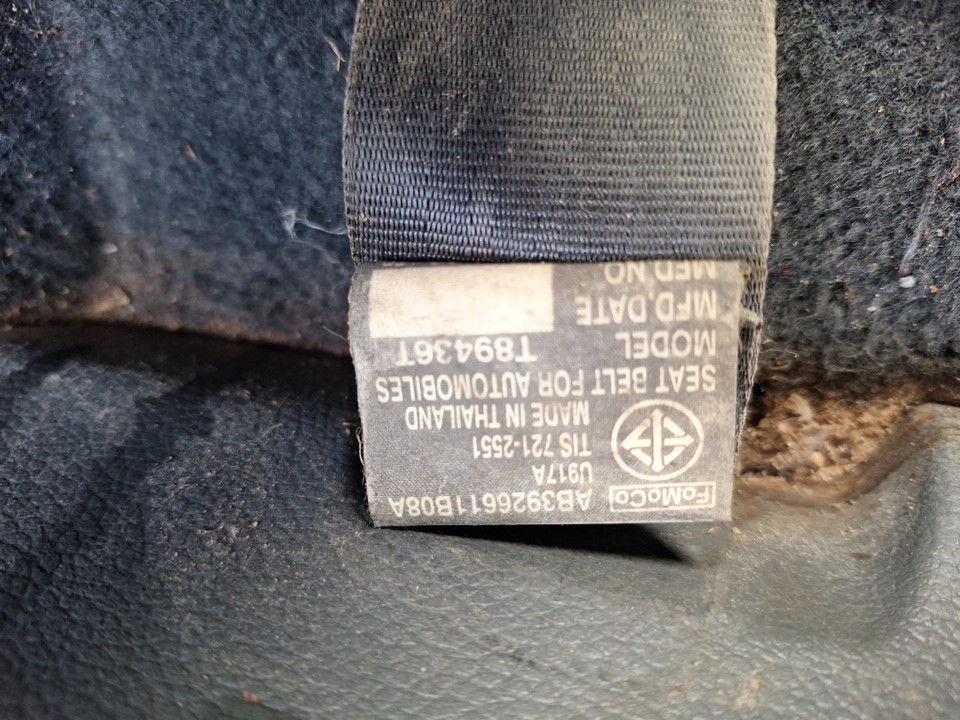 FoMoCo AB3926611B08A
U917A
TIS 721-2551
MADE IN THAILAND
SEAT BELT FOR AUTOMOBILES
MODEL T89436T
MFD.DATE
MFD NO